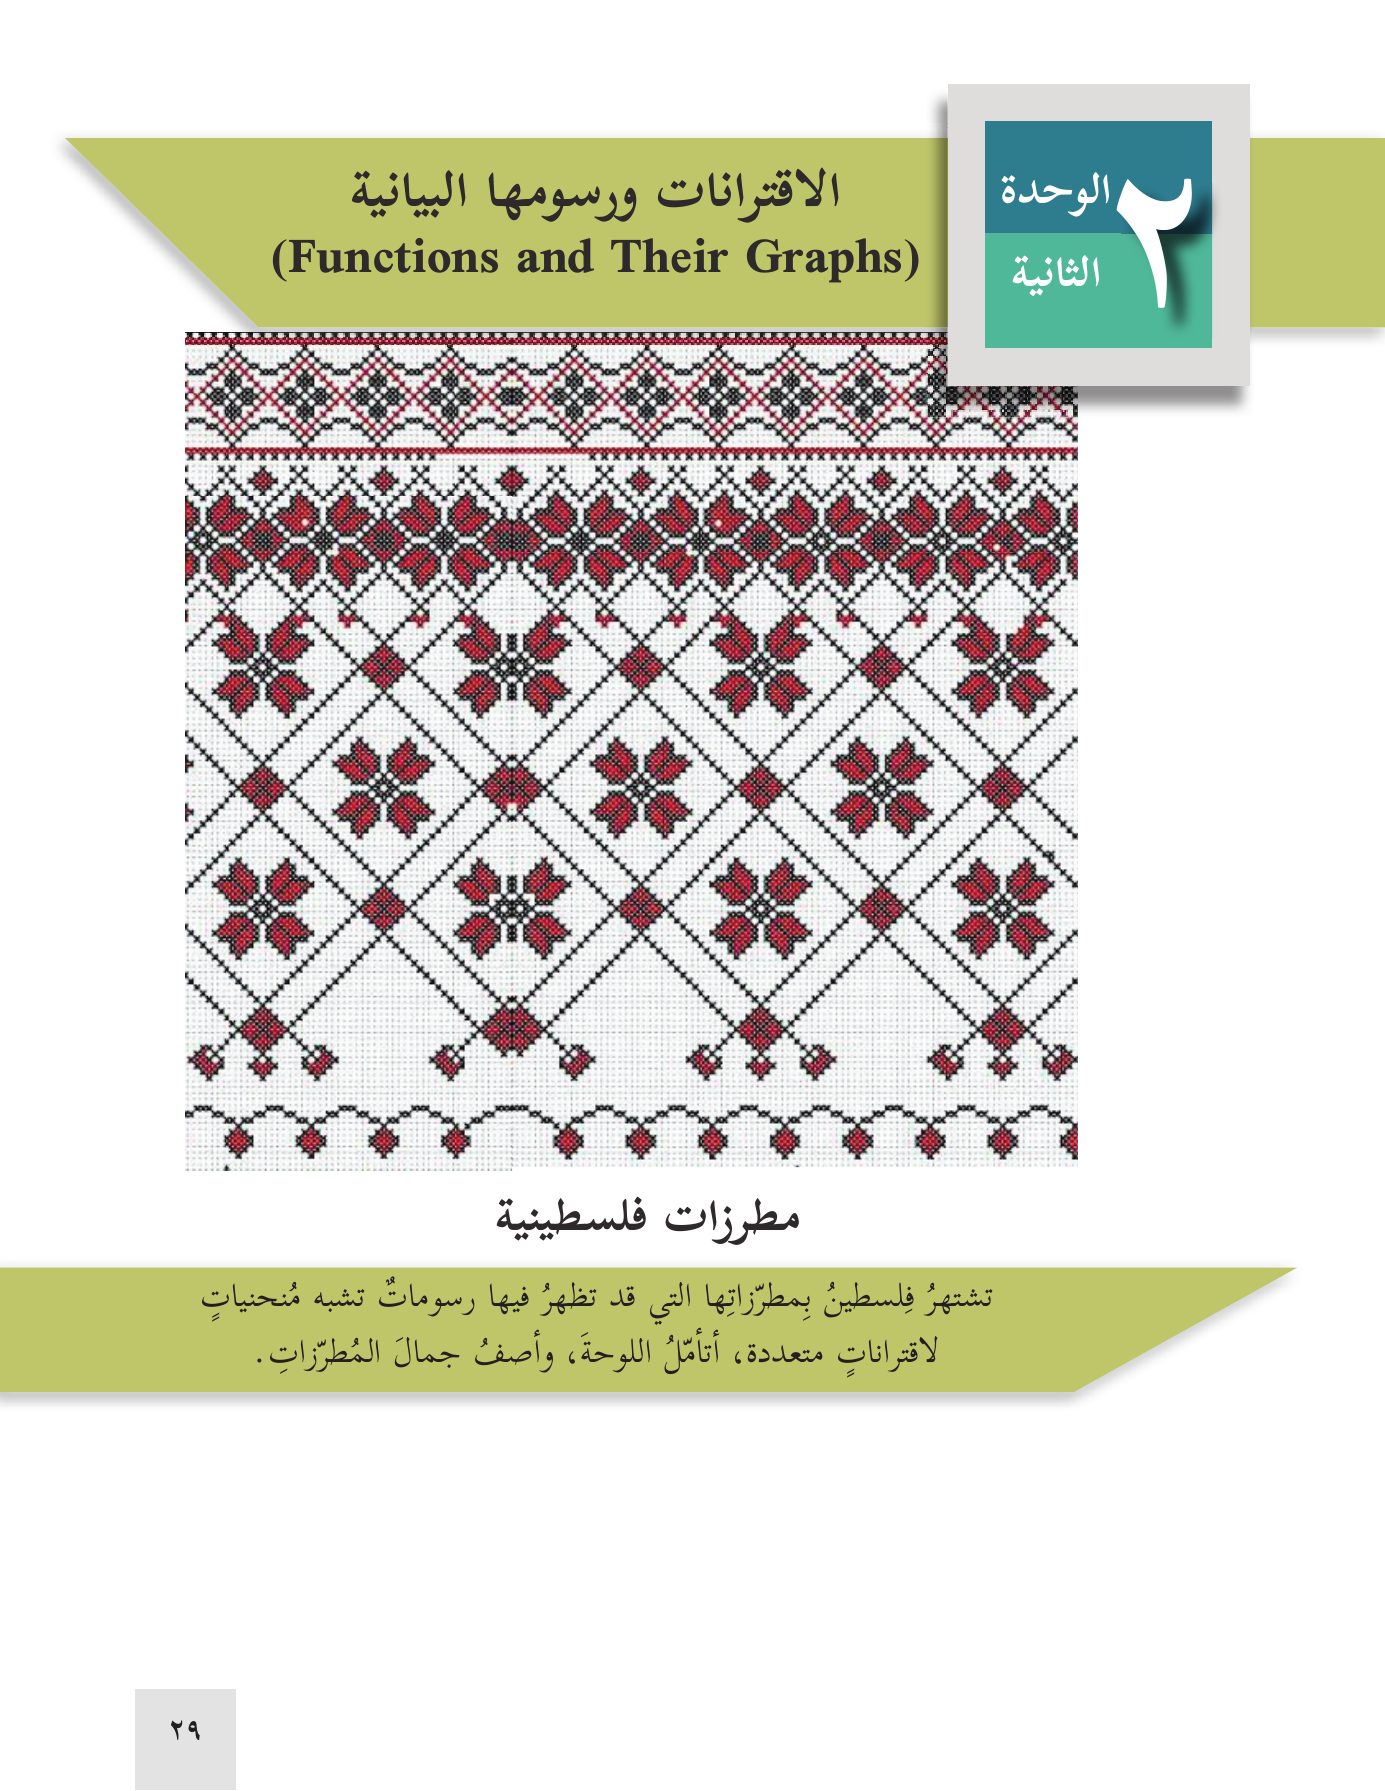 الوحدة
٢
الثانية
الاقترانات ورسومها البيانية
(Functions and Their Graphs)
مطرزات فلسطينية
تشتهرُ فِلسطينُ بِمطرّزاتِها التي قد تظهرُ فيها رسوماتٌ تشبه مُنحنياتٍ
لاقتراناتٍ متعددة، أتأمّلُ اللوحةَ، وأصفُ جمالَ المُطرّزاتِ.
٢٩